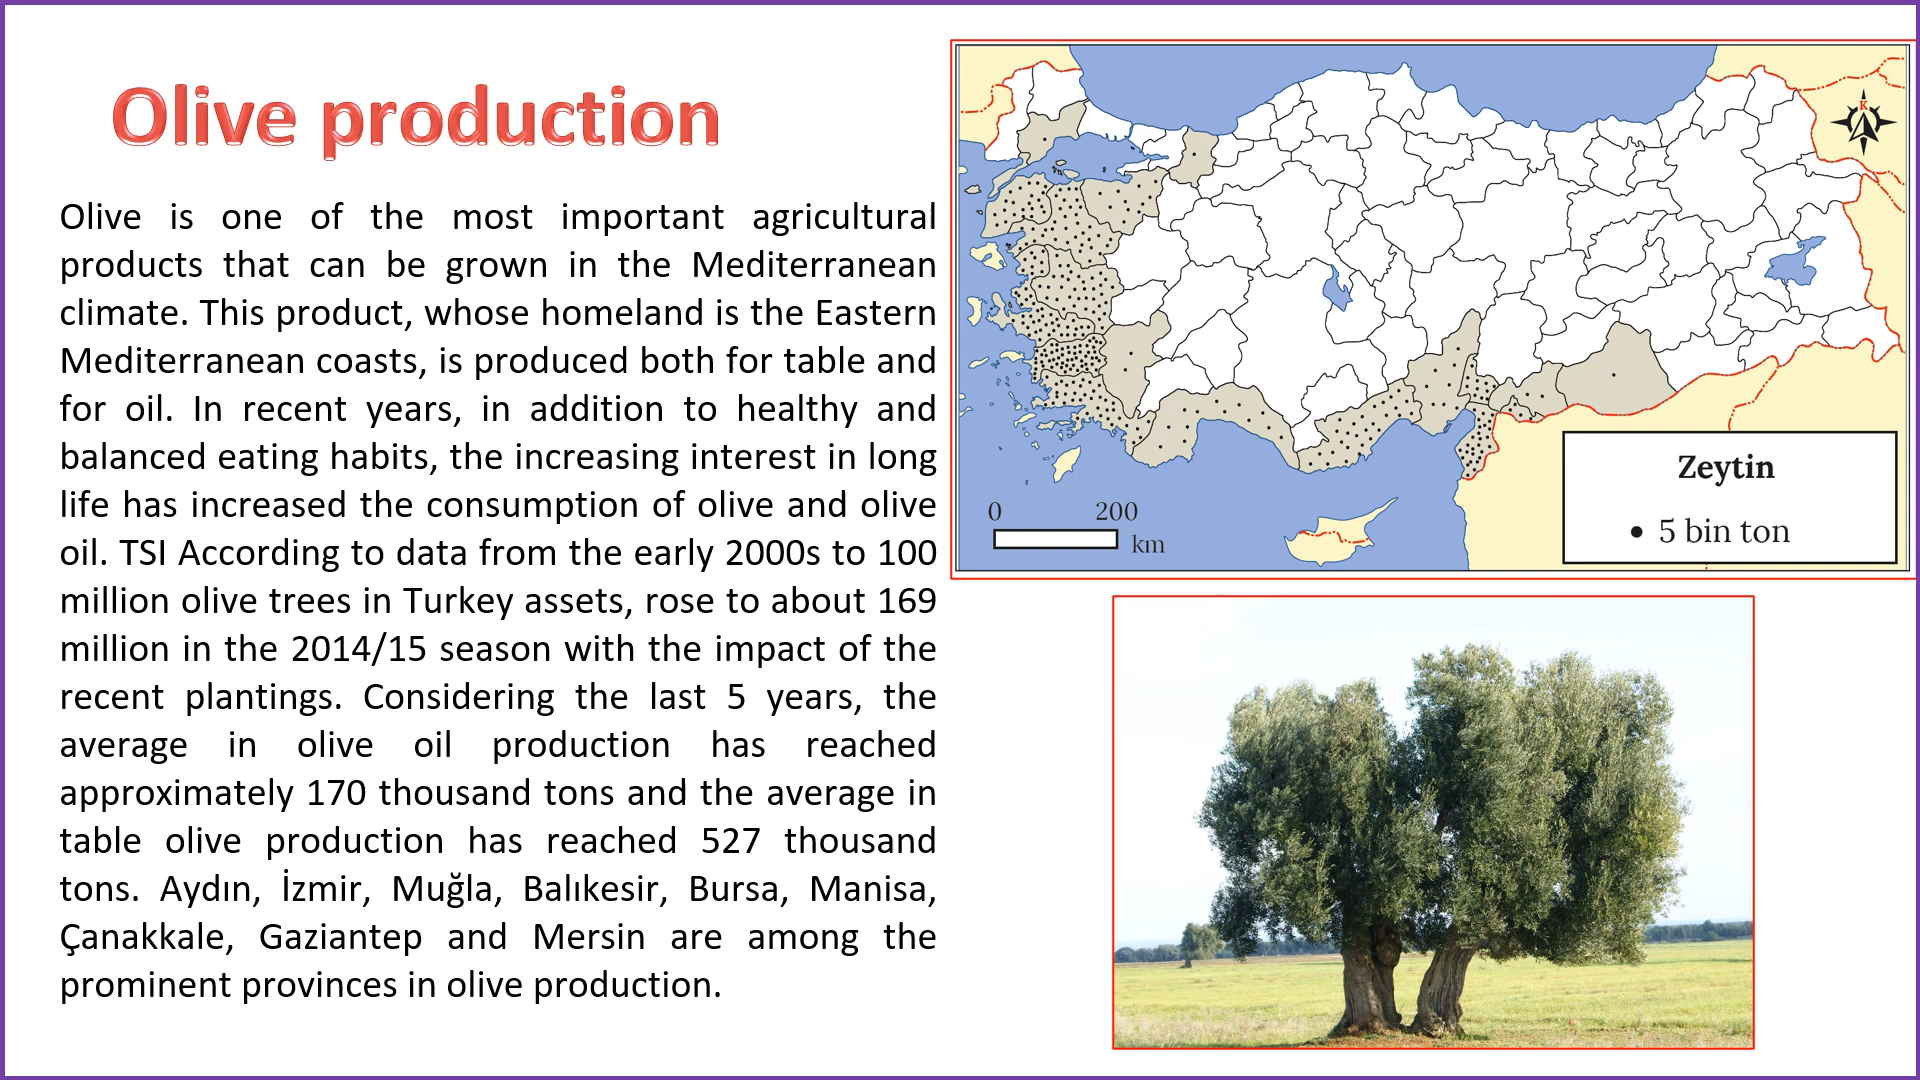 Olive production
Olive is one of the most important agricultural
products that can be grown in the Mediterranean
climate. This product, whose homeland is the Eastern
Mediterranean coasts, is produced both for table and
for oil. In recent years, in addition to healthy and
balanced eating habits, the increasing interest in long
life has increased the consumption of olive and olive
oil. TSI According to data from the early 2000s to 100
million olive trees in Turkey assets, rose to about 169
million in the 2014/15 season with the impact of the
recent plantings. Considering the last 5 years, the
average in olive oil production has reached
approximately 170 thousand tons and the average in
table olive production has reached 527 thousand
tons. Aydın, İzmir, Muğla, Balıkesir, Bursa, Manisa,
Çanakkale, Gaziantep and Mersin are among the
prominent provinces in olive production.
K
0 200
km
Zeytin
• 5 bin ton